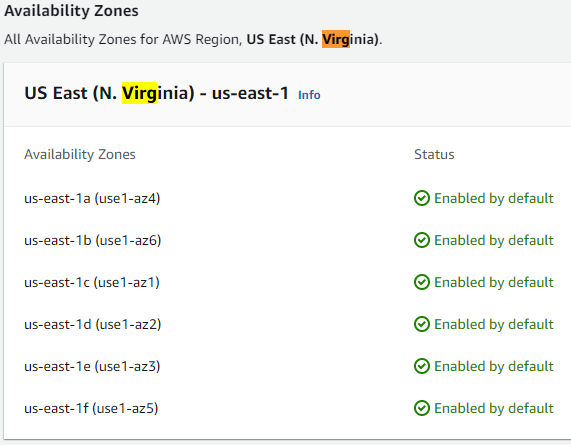 Availability Zones
All Availability Zones for AWS Region, US East (N. Virginia).
US East (N. Virginia) - us-east-1 Info
Availability Zones Status
us-east-1a (use1-az4) Enabled by default
us-east-1b (use1-az6) Enabled by default
us-east-1c (use1-az1) Enabled by default
us-east-1d (use1-az2) Enabled by default
us-east-1e (use1-az3) Enabled by default
us-east-1f (use1-az5) Enabled by default